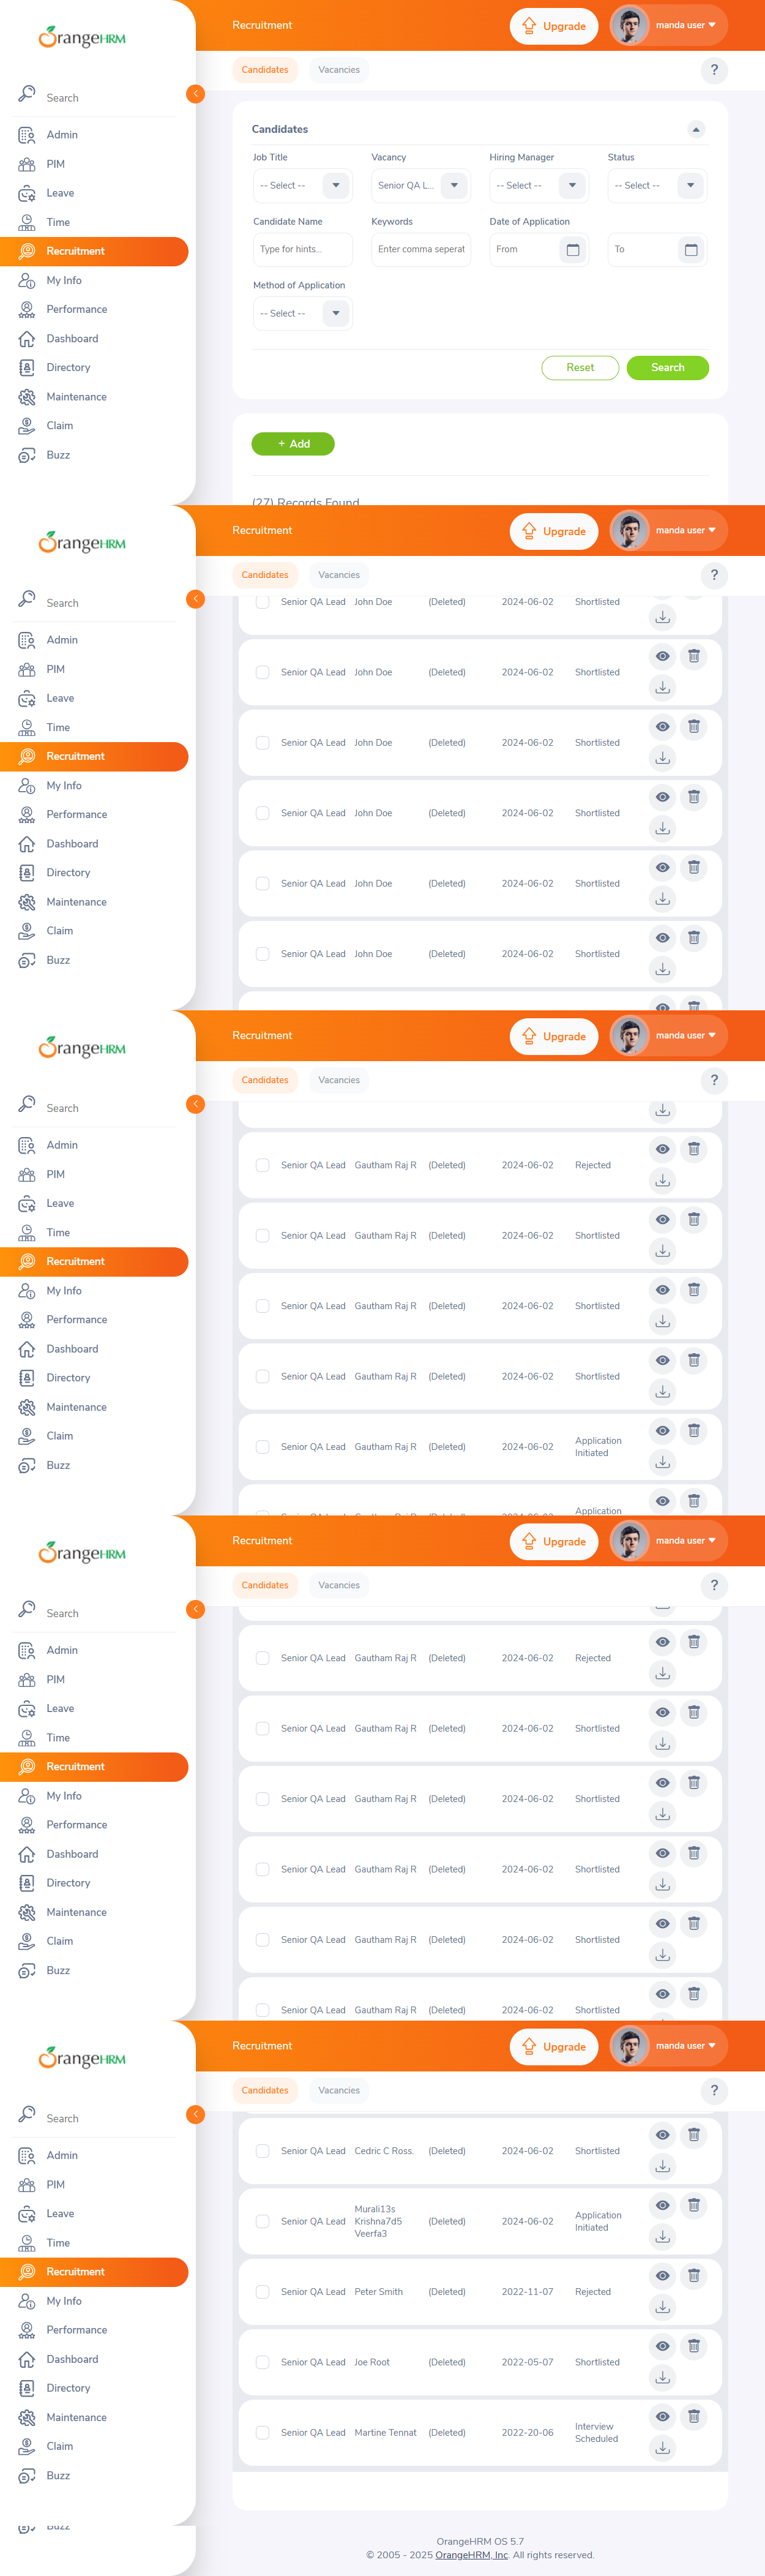 OrangeHRM
Recruitment
Upgrade
manda user
Candidates
Vacancies
?
Search
Admin
PIM
Leave
Time
Recruitment
My Info
Performance
Dashboard
Directory
Maintenance
Claim
Buzz
Candidates
Job Title
Vacancy
Hiring Manager
Status
-- Select --
Senior QA L...
-- Select --
-- Select --
Candidate Name
Keywords
Date of Application
Type for hints...
Enter comma seperat
From
To
Method of Application
-- Select --
Reset
Search
+ Add
(27) Records Found
OrangeHRM
Recruitment
Upgrade
manda user
Candidates
Vacancies
?
Search
Admin
PIM
Leave
Time
Recruitment
My Info
Performance
Dashboard
Directory
Maintenance
Claim
Buzz
Senior QA Lead John Doe (Deleted) 2024-06-02 Shortlisted
Senior QA Lead John Doe (Deleted) 2024-06-02 Shortlisted
Senior QA Lead John Doe (Deleted) 2024-06-02 Shortlisted
Senior QA Lead John Doe (Deleted) 2024-06-02 Shortlisted
Senior QA Lead John Doe (Deleted) 2024-06-02 Shortlisted
Senior QA Lead John Doe (Deleted) 2024-06-02 Shortlisted
OrangeHRM
Recruitment
Upgrade
manda user
Candidates
Vacancies
?
Search
Admin
PIM
Leave
Time
Recruitment
My Info
Performance
Dashboard
Directory
Maintenance
Claim
Buzz
Senior QA Lead Gautham Raj R (Deleted) 2024-06-02 Rejected
Senior QA Lead Gautham Raj R (Deleted) 2024-06-02 Shortlisted
Senior QA Lead Gautham Raj R (Deleted) 2024-06-02 Shortlisted
Senior QA Lead Gautham Raj R (Deleted) 2024-06-02 Shortlisted
Senior QA Lead Gautham Raj R (Deleted) 2024-06-02 Application
Initiated
Application
Senior QA Lead Gautham Raj R (Deleted) 2024-06-02
OrangeHRM
Recruitment
Upgrade
manda user
Candidates
Vacancies
?
Search
Admin
PIM
Leave
Time
Recruitment
My Info
Performance
Dashboard
Directory
Maintenance
Claim
Buzz
Senior QA Lead Gautham Raj R (Deleted) 2024-06-02 Rejected
Senior QA Lead Gautham Raj R (Deleted) 2024-06-02 Shortlisted
Senior QA Lead Gautham Raj R (Deleted) 2024-06-02 Shortlisted
Senior QA Lead Gautham Raj R (Deleted) 2024-06-02 Shortlisted
Senior QA Lead Gautham Raj R (Deleted) 2024-06-02 Shortlisted
Senior QA Lead Gautham Raj R (Deleted) 2024-06-02 Shortlisted
OrangeHRM
Recruitment
Upgrade
manda user
Candidates
Vacancies
?
Search
Admin
PIM
Leave
Time
Recruitment
My Info
Performance
Dashboard
Directory
Maintenance
Claim
Buzz
Buzz
Senior QA Lead Cedric C Ross. (Deleted) 2024-06-02 Shortlisted
Senior QA Lead Murali13s
Krishna7d5
Veerfa3 (Deleted) 2024-06-02 Application
Initiated
Senior QA Lead Peter Smith (Deleted) 2022-11-07 Rejected
Senior QA Lead Joe Root (Deleted) 2022-05-07 Shortlisted
Senior QA Lead Martine Tennat (Deleted) 2022-20-06 Interview
Scheduled
OrangeHRM OS 5.7
© 2005 - 2025 OrangeHRM, Inc. All rights reserved.